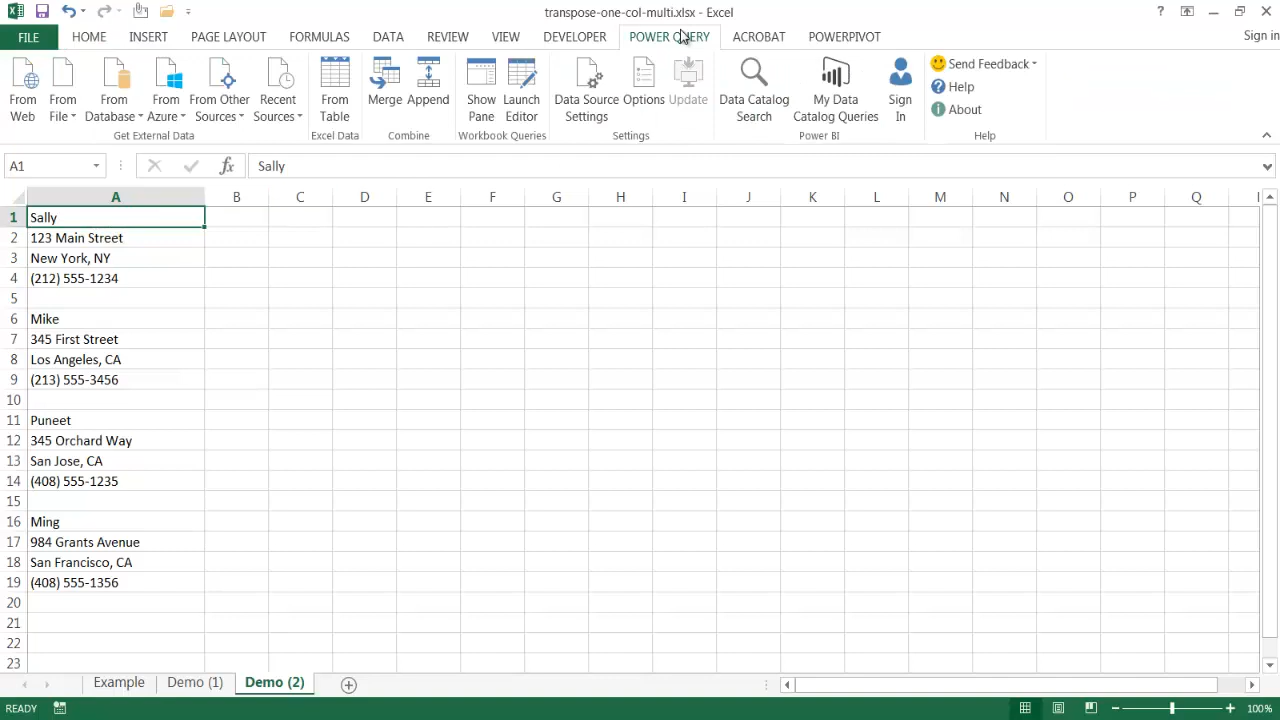 transpose-one-col-multi.xlsx - Excel
?
FILE HOME INSERT PAGE LAYOUT FORMULAS DATA REVIEW VIEW DEVELOPER POWER QUERY ACROBAT POWERPIVOT Sign in
From Web
From File
From Database
From Azure
From Other Sources
Recent Sources
Get External Data
From Table
Excel Data
Merge
Append
Combine
Show Pane
Launch Editor
Workbook Queries
Data Source Settings
Options
Update
Settings
Data Catalog Search
My Data Catalog Queries
Sign In
Power BI
Send Feedback
Help
About
Help
A1 fx Sally
A B C D E F G H I J K L M N O P Q
1 Sally
2 123 Main Street
3 New York, NY
4 (212) 555-1234
5
6 Mike
7 345 First Street
8 Los Angeles, CA
9 (213) 555-3456
10
11 Puneet
12 345 Orchard Way
13 San Jose, CA
14 (408) 555-1235
15
16 Ming
17 984 Grants Avenue
18 San Francisco, CA
19 (408) 555-1356
20
21
22
23
Example Demo (1) Demo (2)
READY 100%